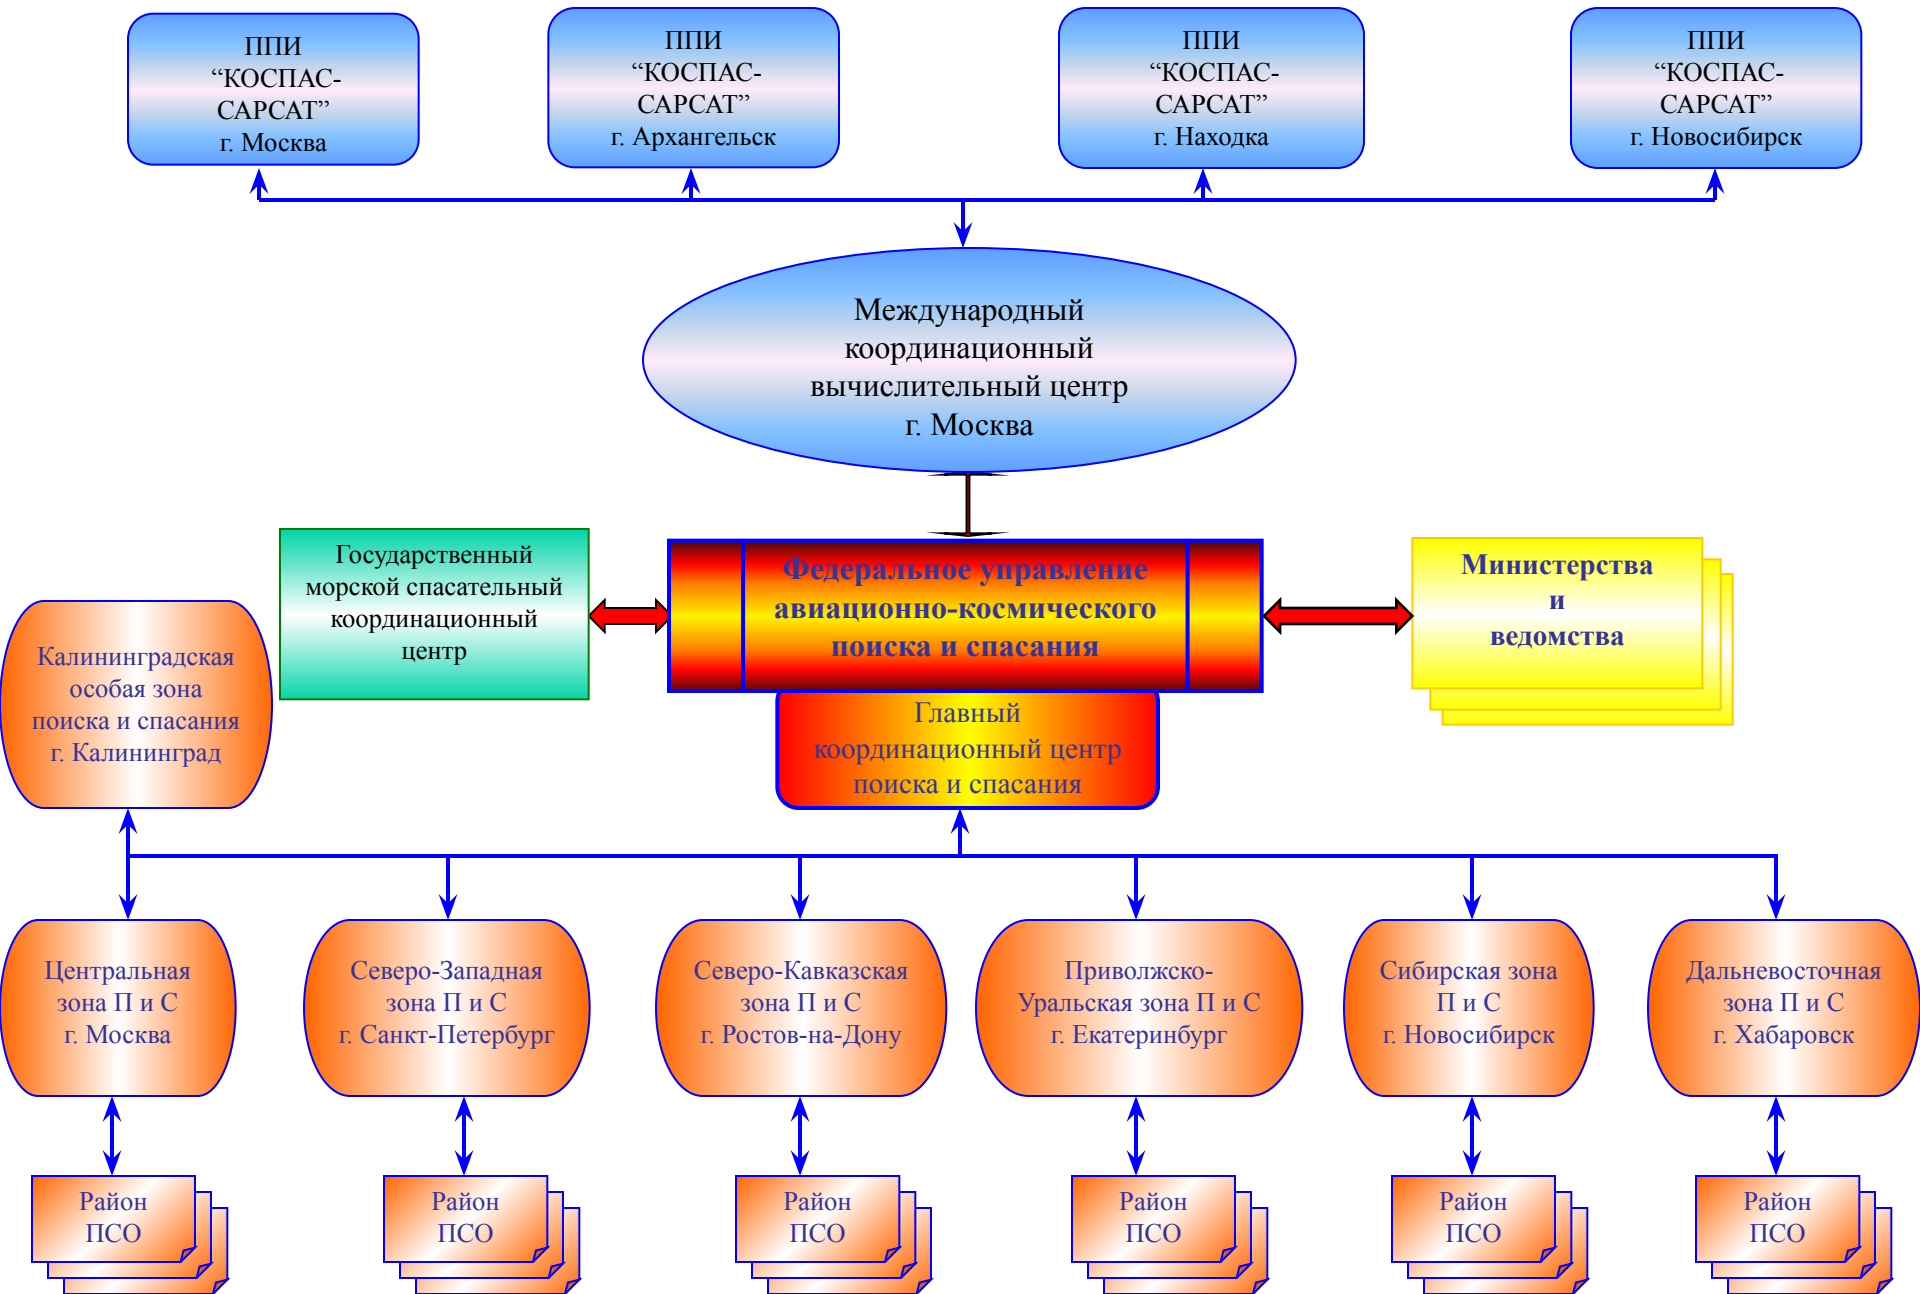 ППИ
“КОСПАС-
САРСАТ”
г. Москва
ППИ
“КОСПАС-
САРСАТ”
г. Архангельск
ППИ
“КОСПАС-
САРСАТ”
г. Находка
ППИ
“КОСПАС-
САРСАТ”
г. Новосибирск
Международный
координационный
вычислительный центр
г. Москва
Государственный
морской спасательный
координационный
центр
Федеральное управление
авиационно-космического
поиска и спасания
Министерства
и
ведомства
Калининградская
особая зона
поиска и спасания
г. Калининград
Главный
координационный центр
поиска и спасания
Центральная
зона П и С
г. Москва
Северо-Западная
зона П и С
г. Санкт-Петербург
Северо-Кавказская
зона П и С
г. Ростов-на-Дону
Приволжско-
Уральская зона П и С
г. Екатеринбург
Сибирская зона
П и С
г. Новосибирск
Дальневосточная
зона П и С
г. Хабаровск
Район
ПСО
Район
ПСО
Район
ПСО
Район
ПСО
Район
ПСО
Район
ПСО